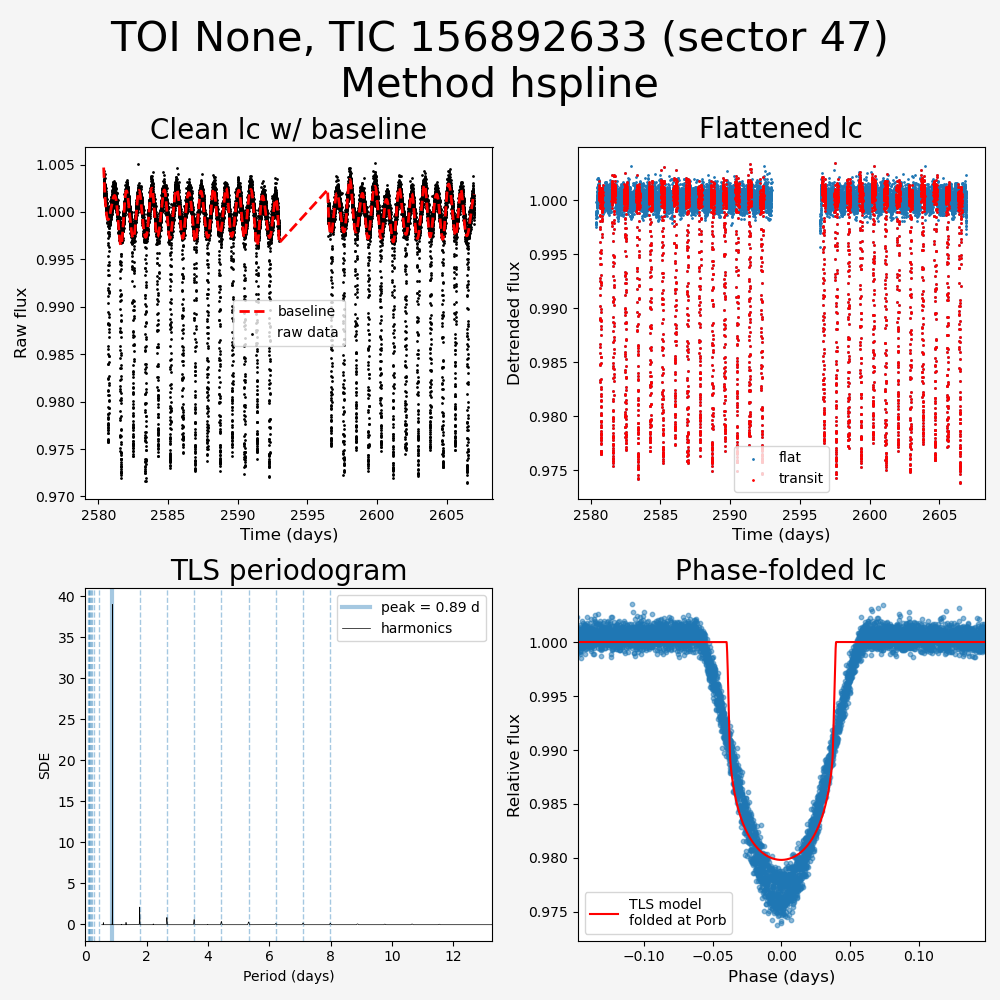 TOI None, TIC 156892633 (sector 47)
Method hspline
Clean lc w/ baseline
1.005
1.000
0.995
0.990
0.985
0.980
0.975
0.970
Raw flux
baseline
raw data
2580
2585
2590
2595
2600
2605
Time (days)
Flattened lc
1.000
0.995
0.990
0.985
0.980
0.975
Detrended flux
flat
transit
2580
2585
2590
2595
2600
2605
Time (days)
TLS periodogram
40
35
30
25
20
15
10
5
0
SDE
peak = 0.89 d
harmonics
0
2
4
6
8
10
12
Period (days)
Phase-folded lc
1.000
0.995
0.990
0.985
0.980
0.975
Relative flux
TLS model
folded at Porb
−0.10
−0.05
0.00
0.05
0.10
Phase (days)